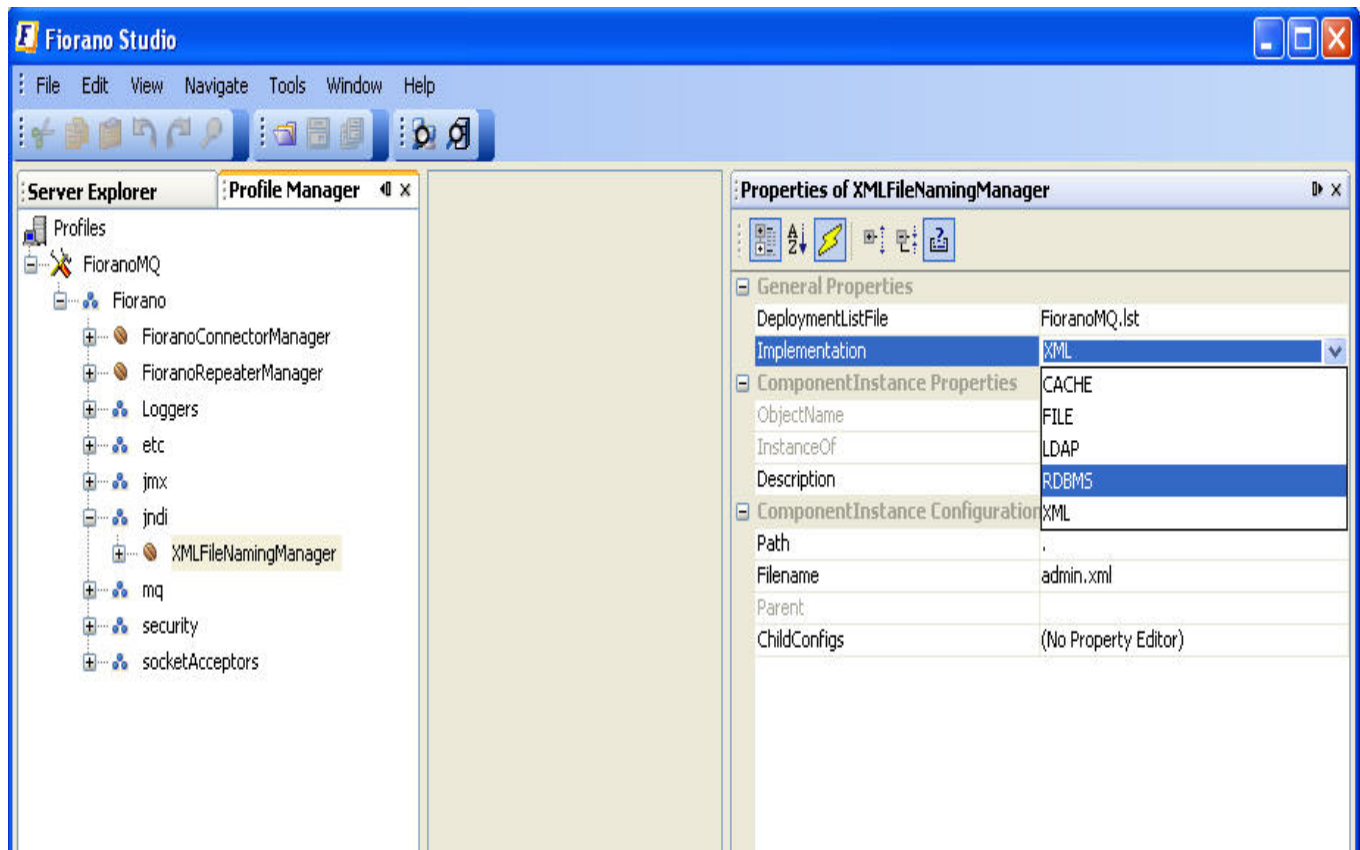 Fiorano Studio
File Edit View Navigate Tools Window Help
Server Explorer
Profile Manager
Profiles
FioranoMQ
Fiorano
FioranoConnectorManager
FioranoRepeaterManager
Loggers
etc
jmx
jndi
XMLFileNamingManager
mq
security
socketAcceptors
Properties of XMLFileNamingManager
General Properties
DeploymentListFile FioranoMQ.lst
Implementation XML
CACHE
FILE
LDAP
RDBMS
XML
ComponentInstance Properties
ObjectName
InstanceOf
Description
ComponentInstance Configuration
Path .
Filename admin.xml
Parent
ChildConfigs (No Property Editor)